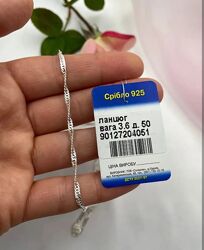 Срібло 925
ланцюг
вага 3.6 д. 50
90127204051
ЦІНА ВИРОБУ